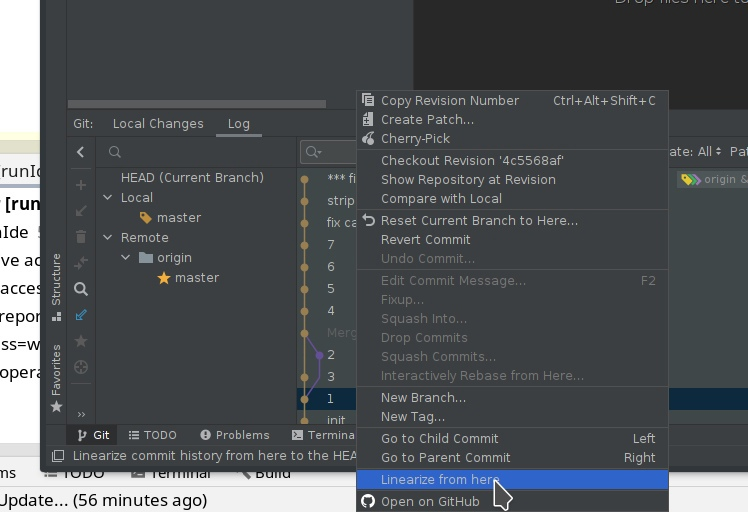 Drop files here to
Git: Local Changes Log
HEAD (Current Branch)
Local
master
Remote
origin
master
*** fi
strip
fix ca
7
6
5
4
Merg
2
3
1
init
Copy Revision Number Ctrl+Alt+Shift+C
Create Patch...
Cherry-Pick
Checkout Revision '4c5568af'
Show Repository at Revision
Compare with Local
Reset Current Branch to Here...
Revert Commit
Undo Commit...
Edit Commit Message... F2
Fixup...
Squash Into...
Drop Commits
Squash Commits...
Interactively Rebase from Here...
New Branch...
New Tag...
Go to Child Commit Left
Go to Parent Commit Right
Linearize from here
Open on GitHub
ate: All Pat
origin &
[runId
[run
nIde
ve ac
acces
repor
ss=w
opera
Structure
Favorites
Git TODO Problems Termina
Linearize commit history from here to the HEA
ms TODO Terminal Build
Update... (56 minutes ago)